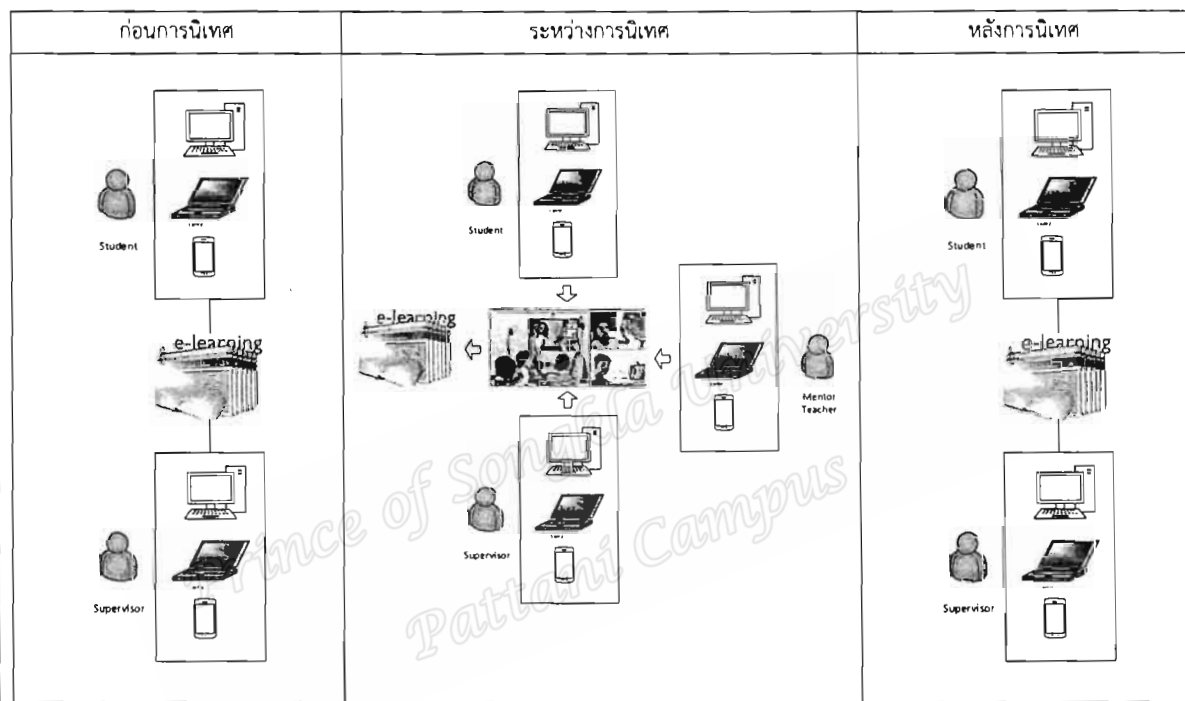 ก่อนการนิเทศ
ระหว่างการนิเทศ
หลังการนิเทศ
Student
e-learning
Supervisor
Student
e-learning
Mentor
Teacher
Supervisor
Student
e-learning
Supervisor
Prince of Songkla University
Pattani Campus